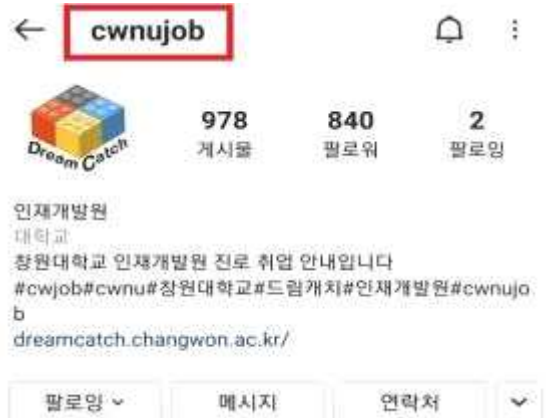 cwnujob
978 840 2
게시물 팔로워 팔로잉
Dream Catch
인재개발원
대학교
창원대학교 인재개발원 진로 취업 안내입니다
#cwjob#cwnu#창원대학교#드림캐치#인재개발원#cwnujo
b
dreamcatch.changwon.ac.kr/
팔로잉 메시지 연락처